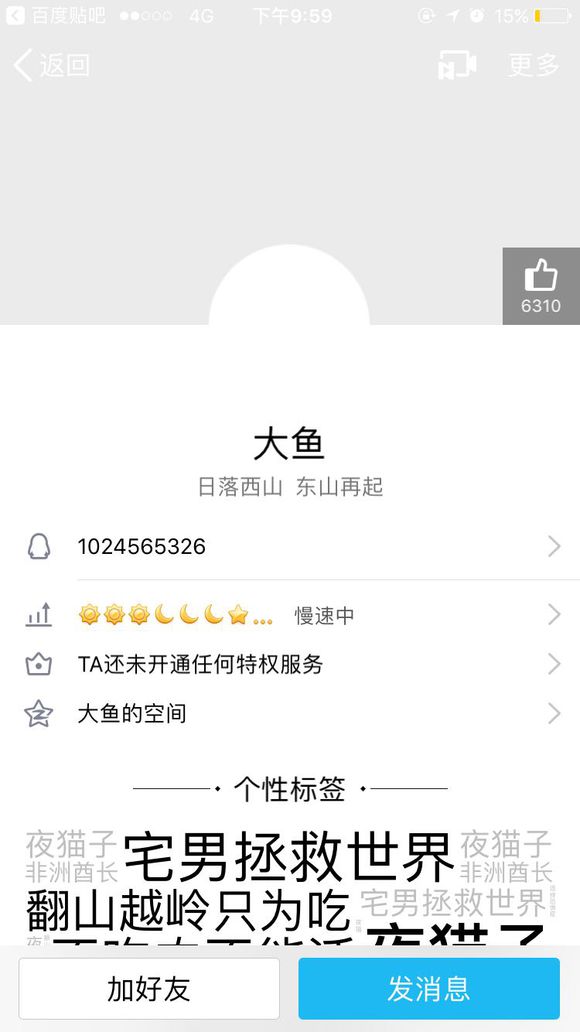 百度贴吧 4G 下午9:59 15%
返回 更多
6310
大鱼
日落西山 东山再起
1024565326
... 慢速中
TA还未开通任何特权服务
大鱼的空间
个性标签
夜猫子 宅男拯救世界 夜猫子
非洲酋长 非洲酋长
翻山越岭只为吃 宅男拯救世界
夜猫子
加好友 发消息